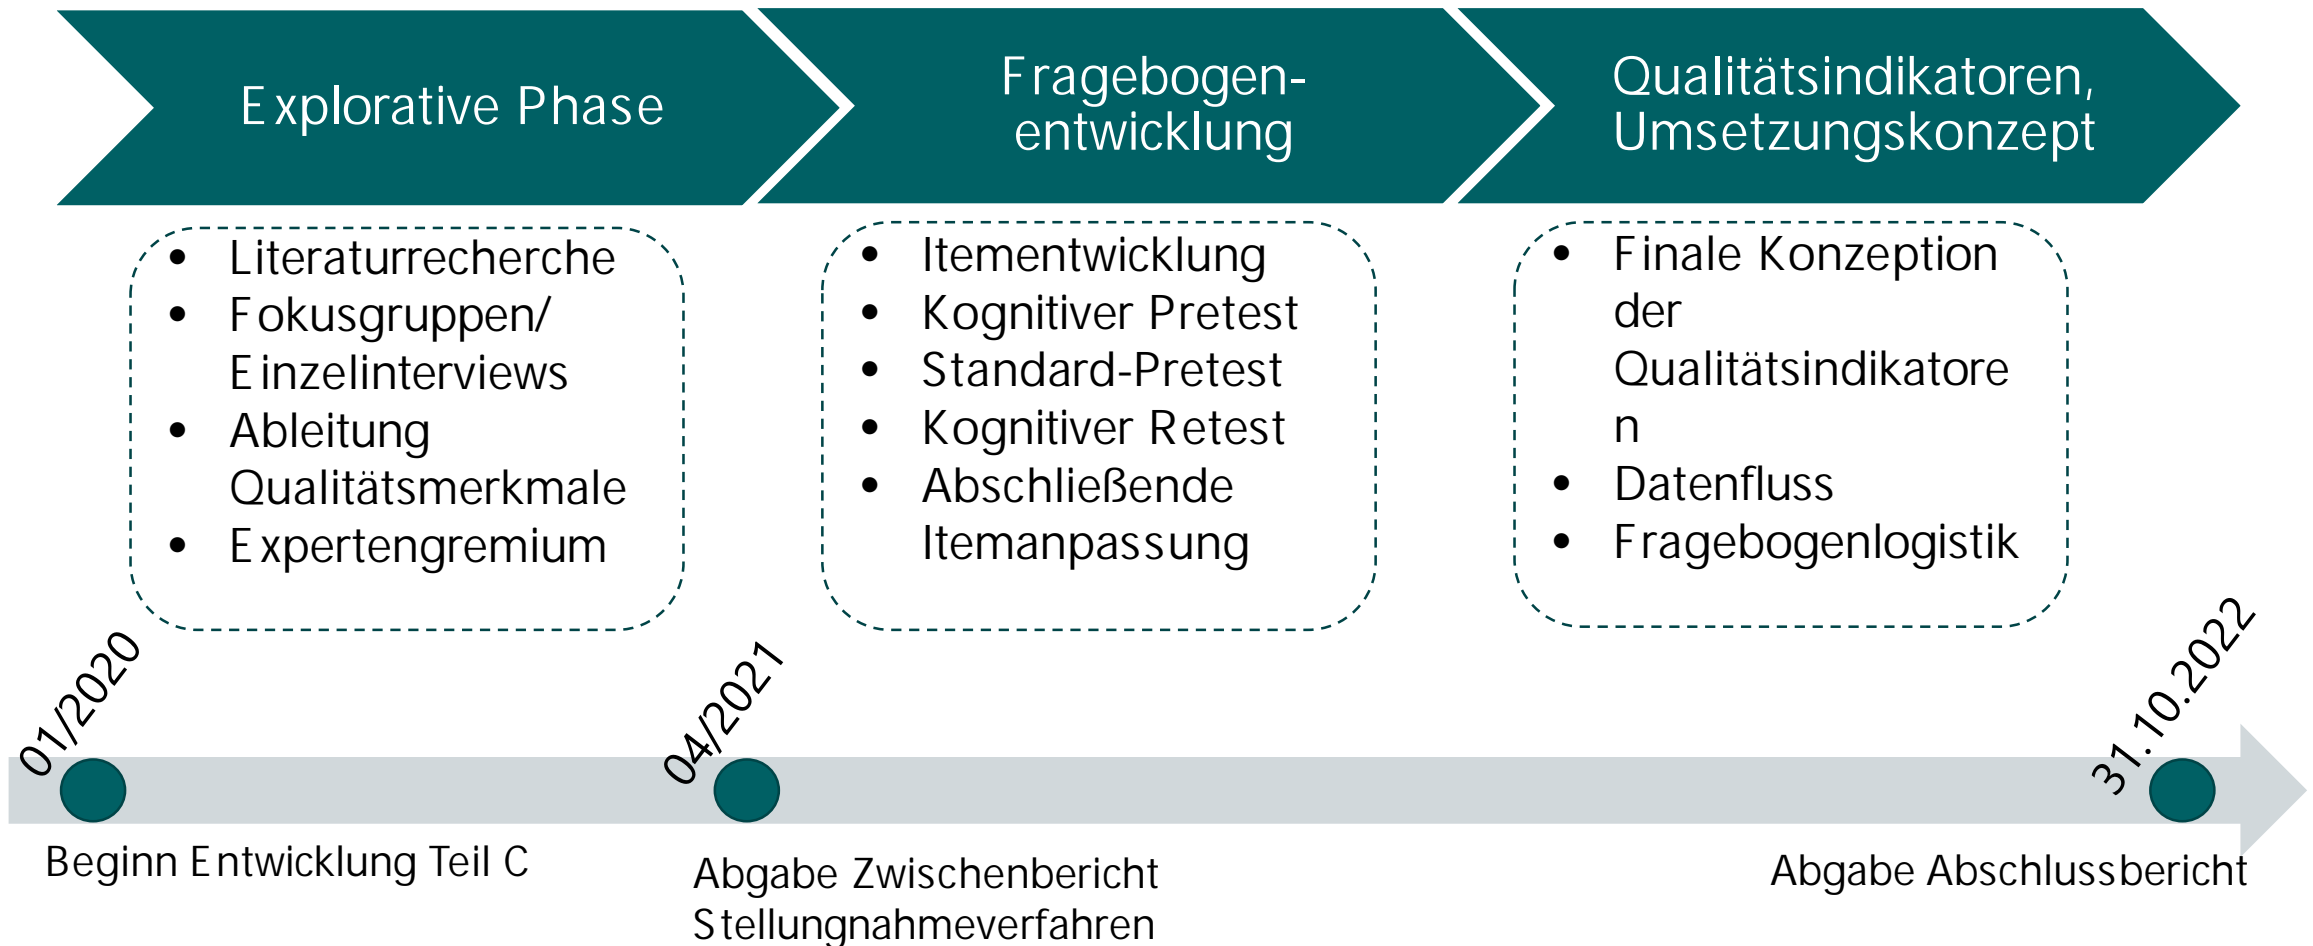 Explorative Phase
Fragebogen-
entwicklung
Qualitätsindikatoren,
Umsetzungskonzept
• Literaturrecherche
• Fokusgruppen/
Einzelinterviews
• Ableitung
Qualitätsmerkmale
• Expertengremium
• Itementwicklung
• Kognitiver Pretest
• Standard-Pretest
• Kognitiver Retest
• Abschließende
Itemanpassung
• Finale Konzeption
der
Qualitätsindikatore
n
• Datenfluss
• Fragebogenlogistik
01/2020
04/2021
31.10.2022
Beginn Entwicklung Teil C
Abgabe Zwischenbericht
Stellungnahmeverfahren
Abgabe Abschlussbericht